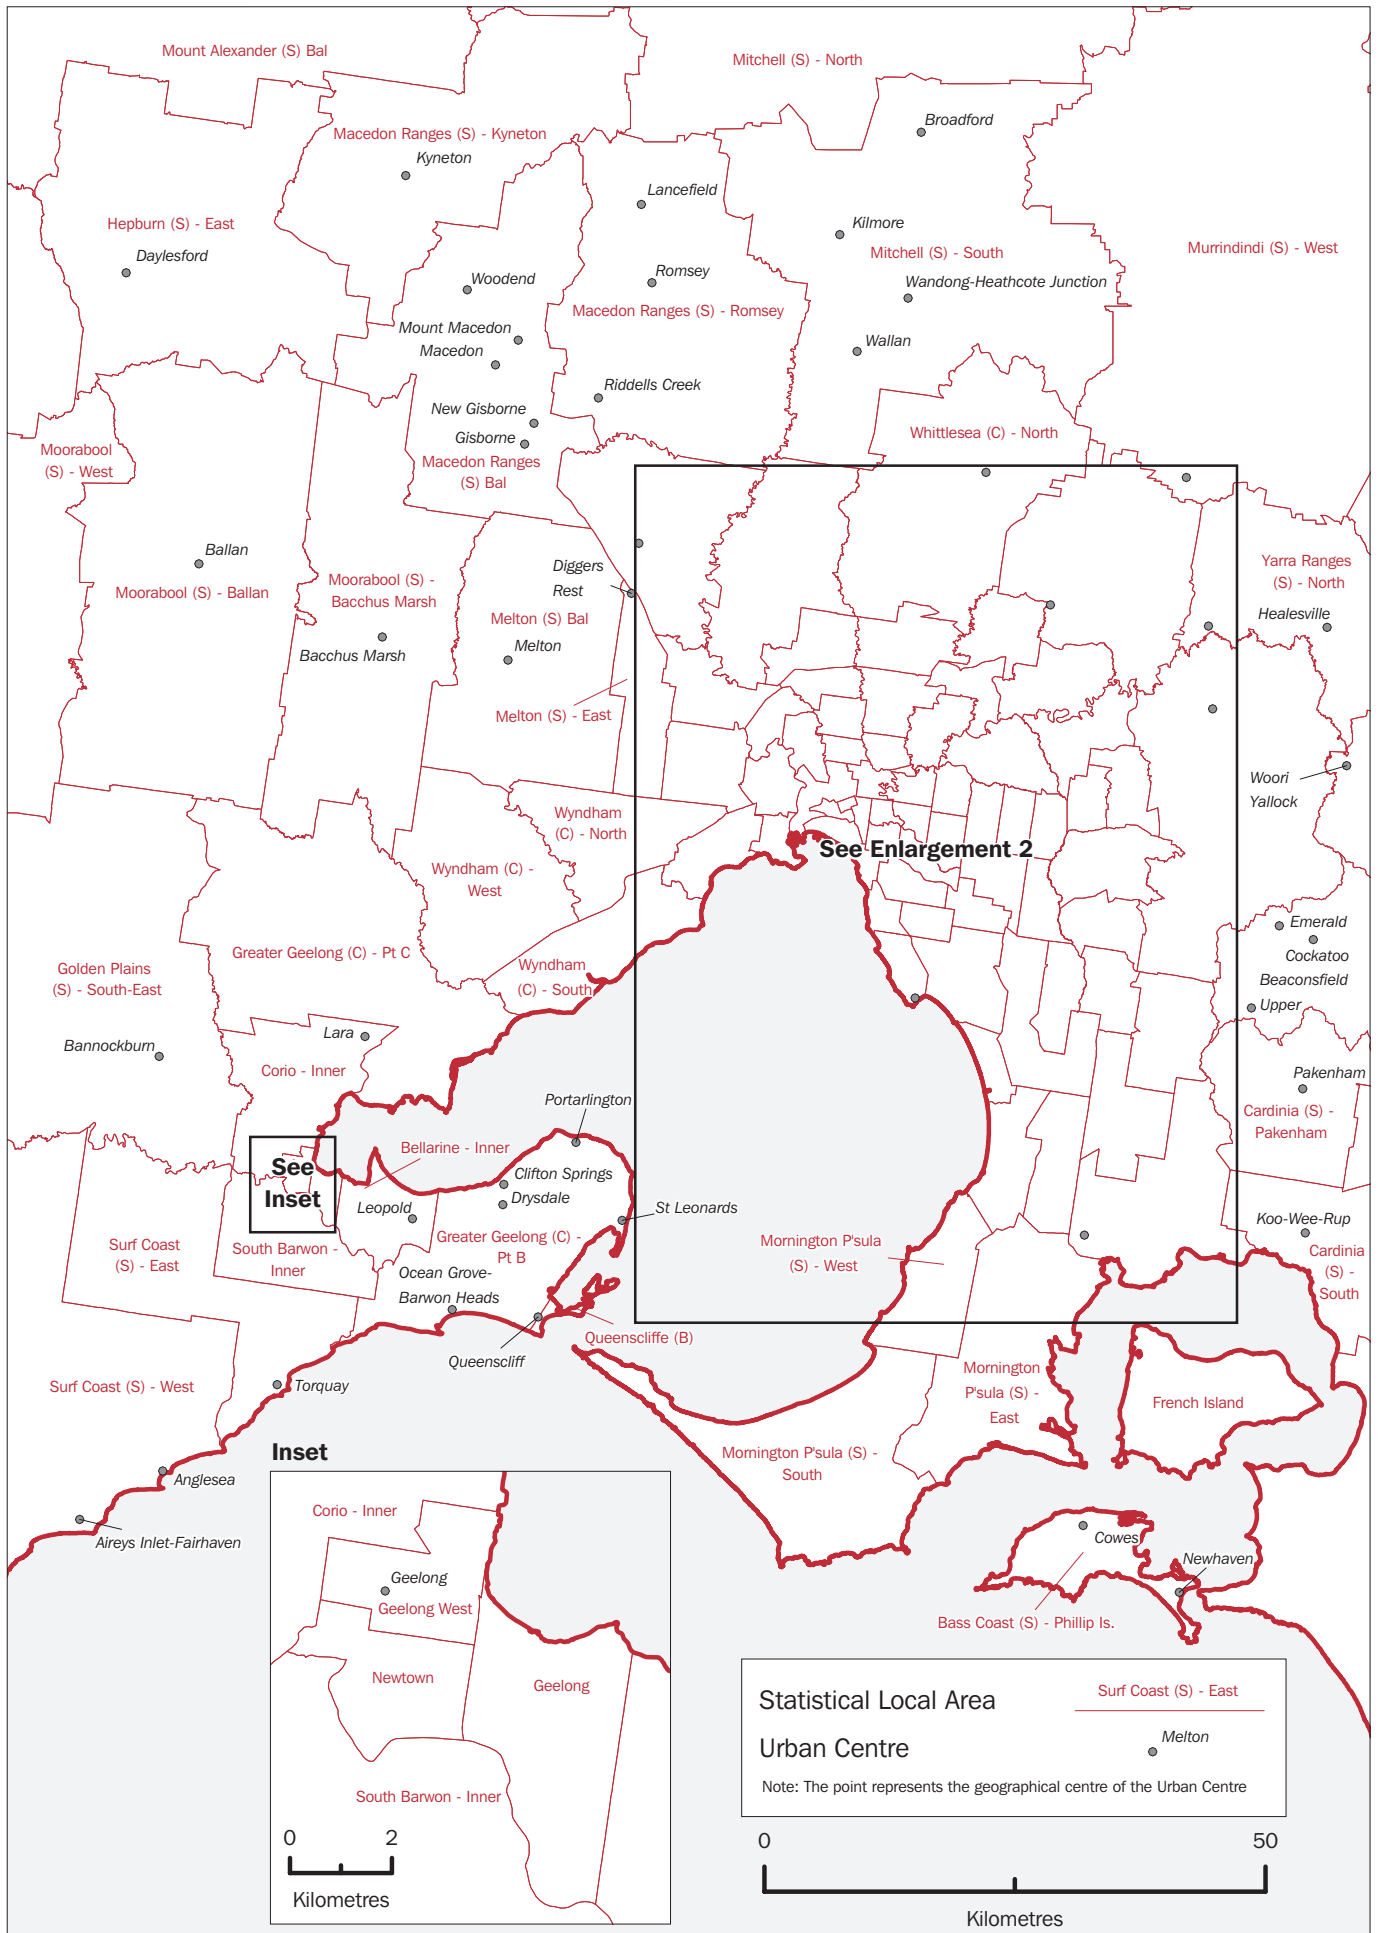 Mount Alexander (S) Bal
Mitchell (S) - North
Broadford
Macedon Ranges (S) - Kyneton
Kyneton
Lancefield
Hepburn (S) - East
Daylesford
Kilmore
Mitchell (S) - South
Murrindindi (S) - West
Woodend
Romsey
Wandong-Heathcote Junction
Macedon Ranges (S) - Romsey
Mount Macedon
Macedon
Wallan
Riddells Creek
New Gisborne
Gisborne
Macedon Ranges
(S) Bal
Whittlesea (C) - North
Moorabool
(S) - West
Ballan
Moorabool (S) - Ballan
Moorabool (S) -
Bacchus Marsh
Bacchus Marsh
Diggers
Rest
Melton (S) Bal
Melton
Melton (S) - East
Yarra Ranges
(S) - North
Healesville
Woori
Yallock
Wyndham
(C) - North
Wyndham (C) -
West
See Enlargement 2
Greater Geelong (C) - Pt C
Wyndham
(C) - South
Golden Plains
(S) - South-East
Bannockburn
Lara
Corio - Inner
Emerald
Cockatoo
Beaconsfield
Upper
Pakenham
Cardinia (S) -
Pakenham
Portarlington
Bellarine - Inner
See
Inset
Clifton Springs
Drysdale
Leopold
St Leonards
Surf Coast
(S) - East
South Barwon -
Inner
Greater Geelong (C) -
Pt B
Ocean Grove-
Barwon Heads
Mornington P'sula
(S) - West
Koo-Wee-Rup
Cardinia
(S) -
South
Queenscliffe (B)
Queenscliff
Surf Coast (S) - West
Torquay
Mornington
P'sula (S) -
East
French Island
Mornington P'sula (S) -
South
Anglesea
Aireys Inlet-Fairhaven
Cowes
Newhaven
Bass Coast (S) - Phillip Is.
Inset
Corio - Inner
Geelong
Geelong West
Newtown
Geelong
South Barwon - Inner
0 2
Kilometres
Statistical Local Area
Surf Coast (S) - East
Urban Centre
Melton
Note: The point represents the geographical centre of the Urban Centre
0 50
Kilometres